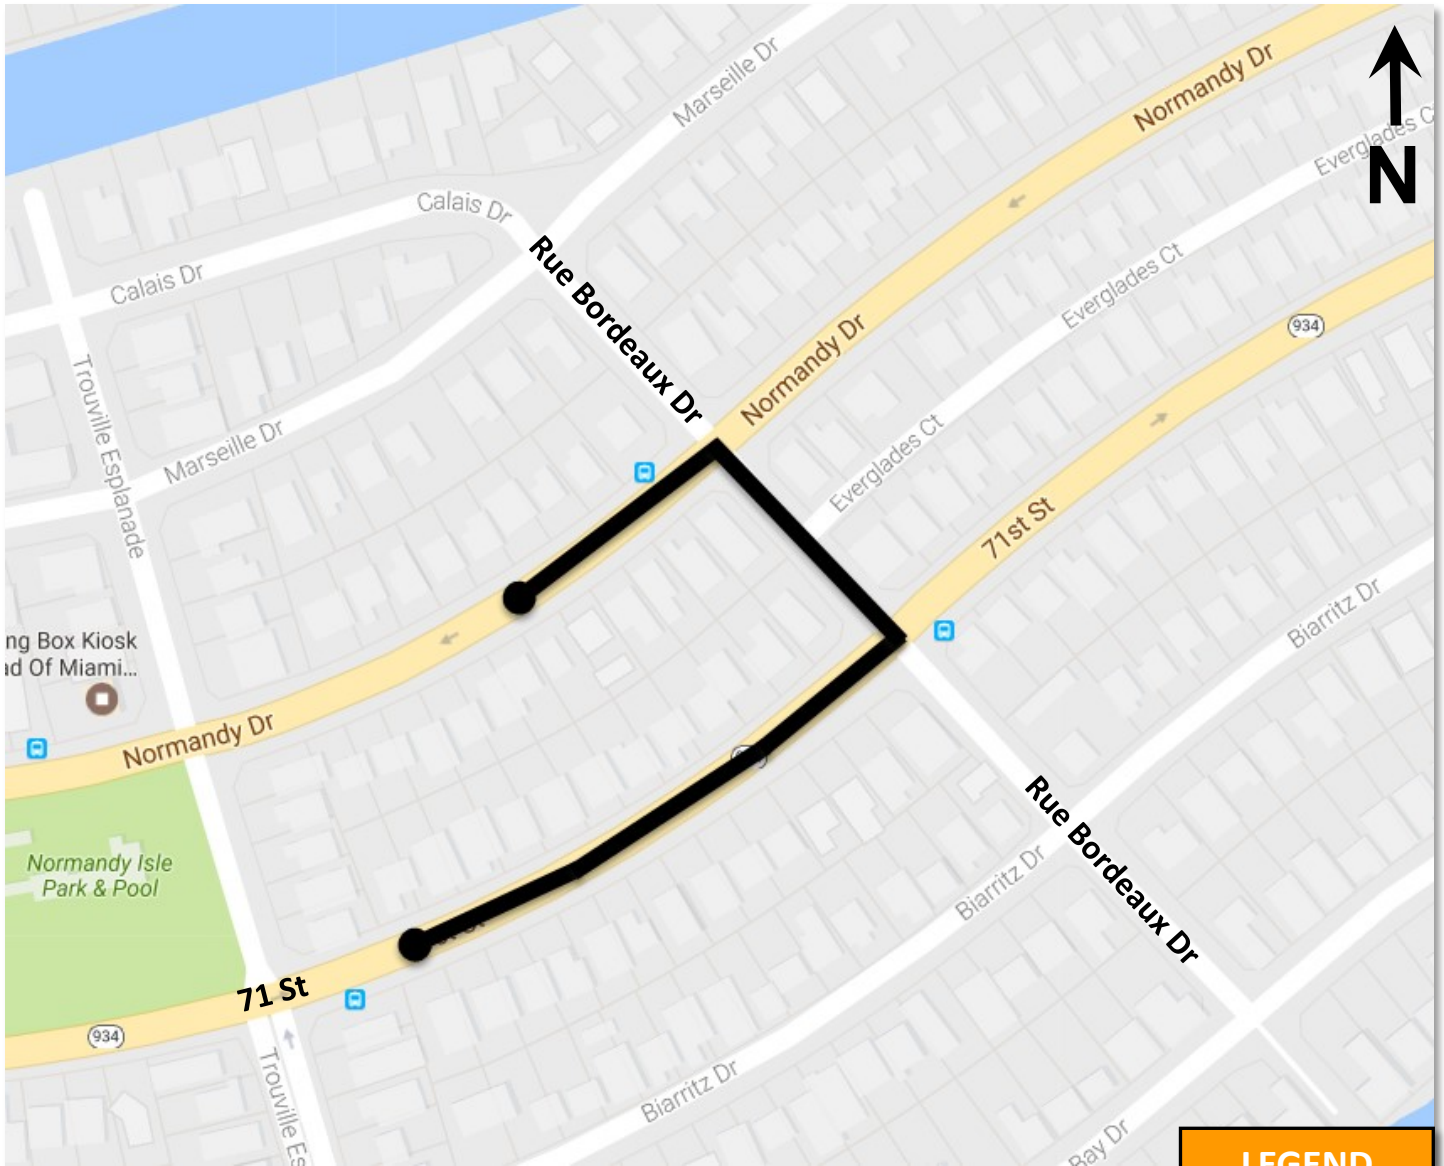 Marseille Dr
Normandy Dr
N
Everglades C
Calais Dr
Rue Bordeaux Dr
Calais Dr
Everglades Ct
934
Normandy Dr
Trouville Esplanade
Marseille Dr
Everglades Ct
71st St
Biarritz Dr
ng Box Kiosk
ad Of Miami...
Normandy Dr
Rue Bordeaux Dr
Normandy Isle
Park & Pool
Biarritz Dr
71 St
934
Trouville Es
Biarritz Dr
Bay Dr
LEGEND